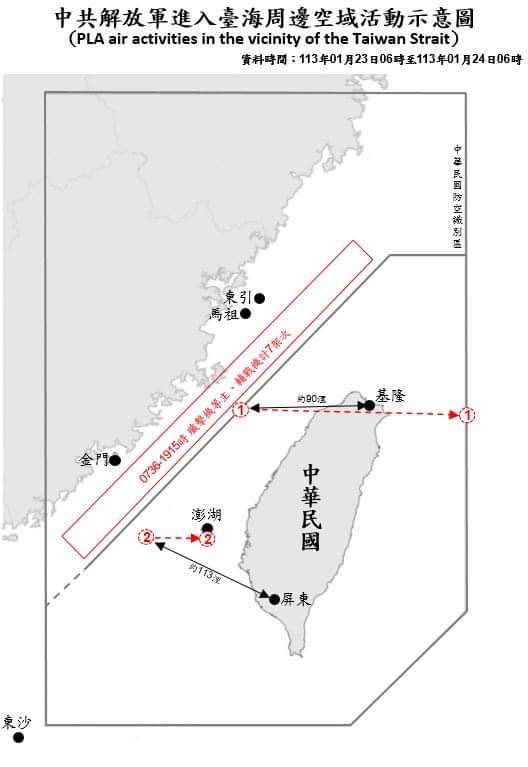 中共解放軍進入臺海周邊空域活動示意圖
(PLA air activities in the vicinity of the Taiwan Strait)
資料時間：113年01月23日06時至113年01月24日06時
中華民國防空識別區
東引
馬祖
0736-1915時 殲擊機等主、輔戰機計7架次
基隆
約90浬
1
1
金門
中華民國
澎湖
2
2
約113浬
屏東
東沙